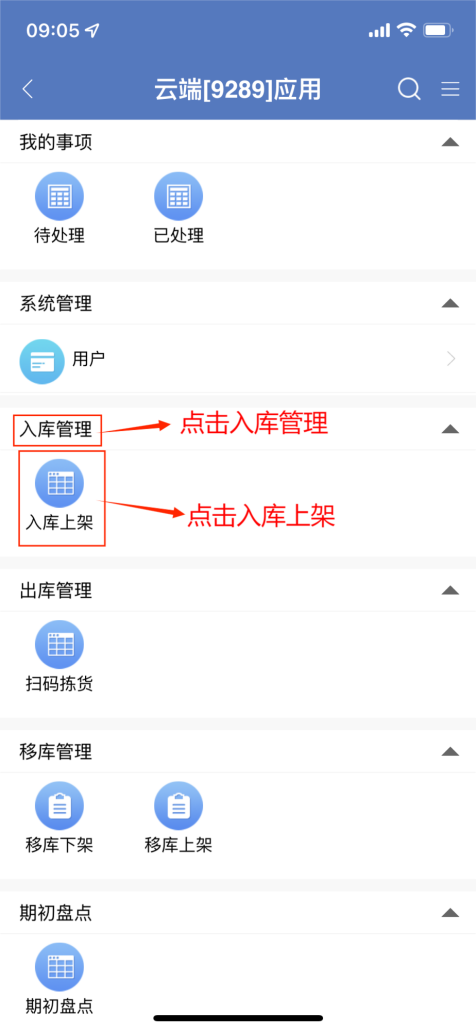 09:05
云端[9289]应用
我的事项
待处理 已处理
系统管理
用户
入库管理 点击入库管理
入库上架 点击入库上架
出库管理
扫码拣货
移库管理
移库下架 移库上架
期初盘点
期初盘点